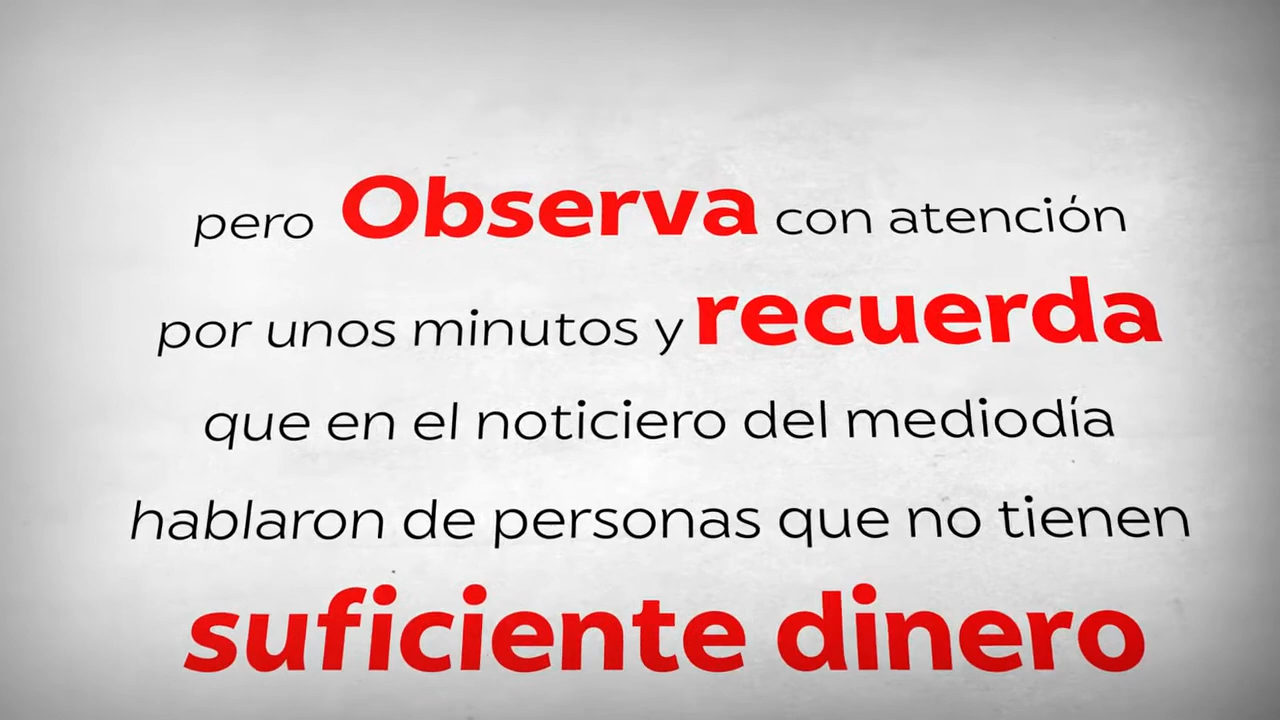 pero Observa con atención
por unos minutos y recuerda
que en el noticiero del mediodía
hablaron de personas que no tienen
suficiente dinero